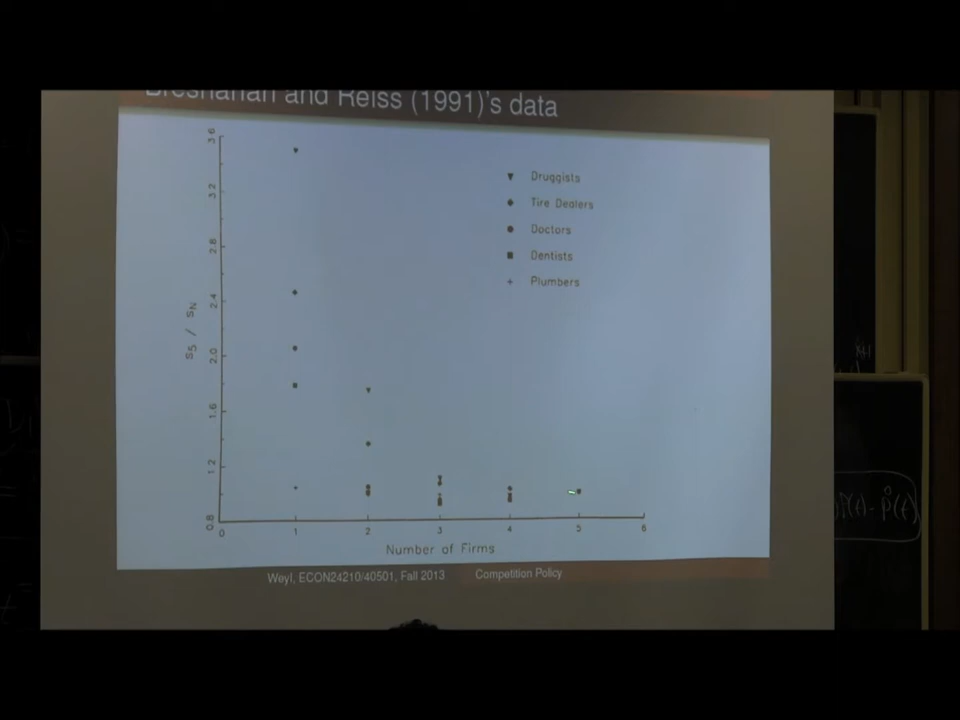 Bresnahan and Reiss (1991)'s data
3.6
3.2
2.8
2.4
2.0
1.6
1.2
0.8
S5 / SN
Druggists
Tire Dealers
Doctors
Dentists
Plumbers
0 1 2 3 4 5 6
Number of Firms
Weyl, ECON24210/40501, Fall 2013 Competition Policy